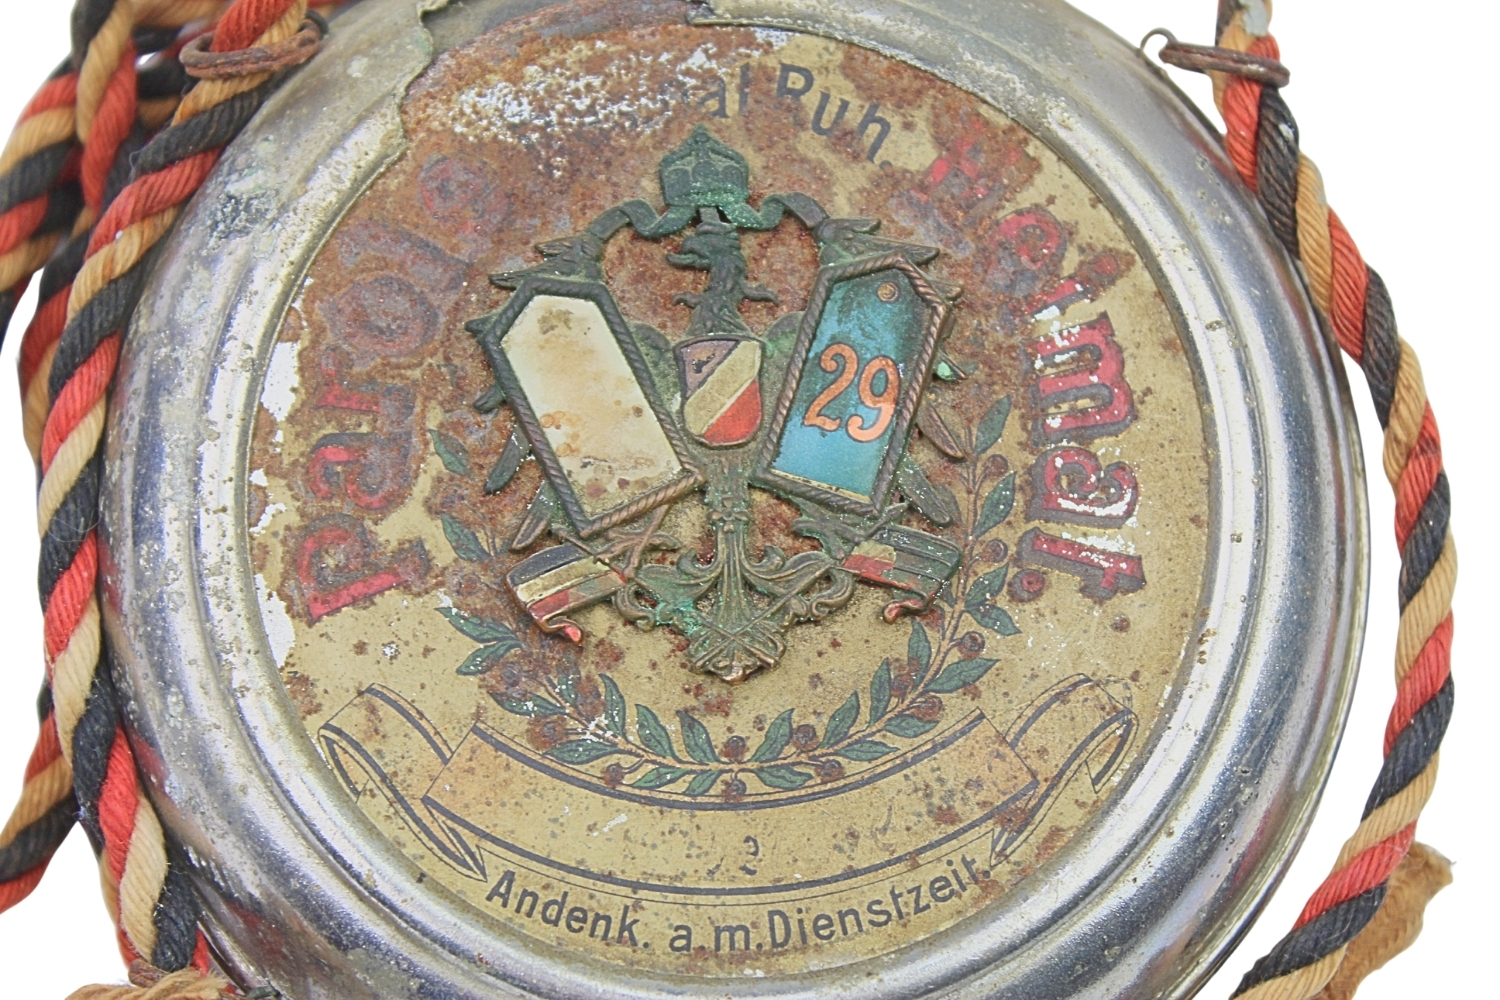 Ruh.
Parole
Heimat.
29
Andenk. a.m.Dienstzeit.